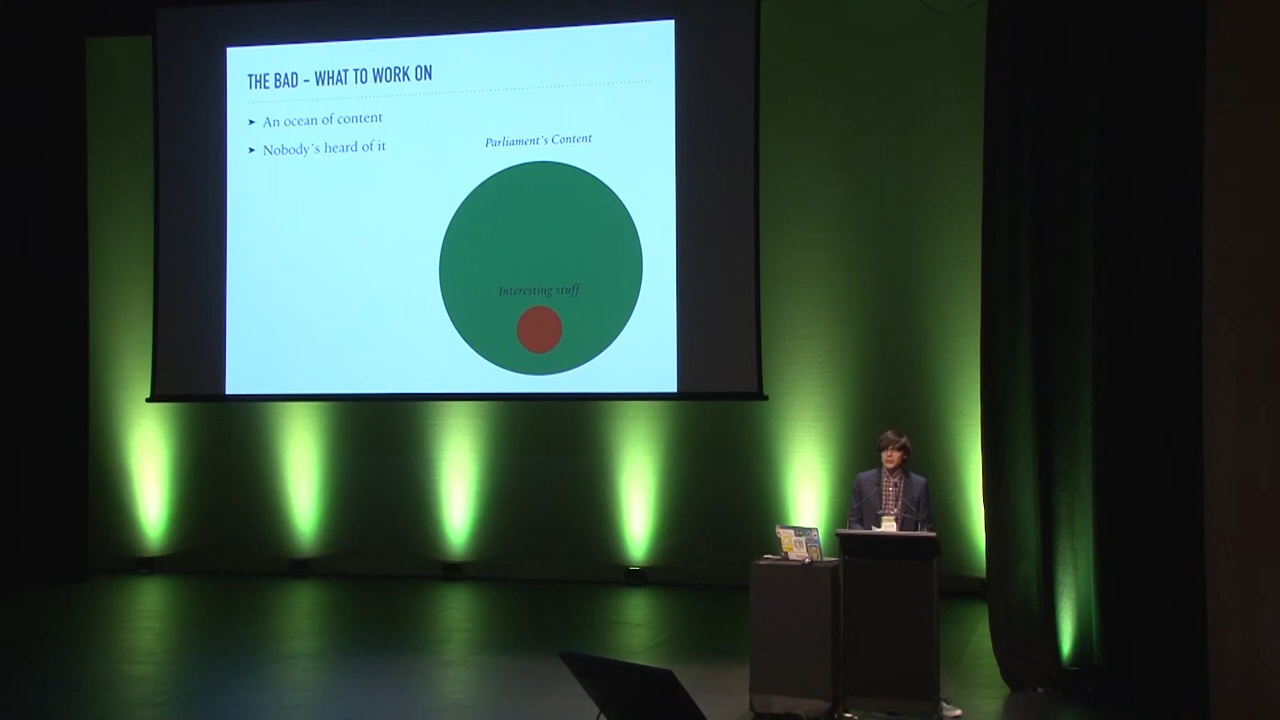 THE BAD – WHAT TO WORK ON
➤ An ocean of content
➤ Nobody's heard of it
Parliament's Content
Interesting stuff